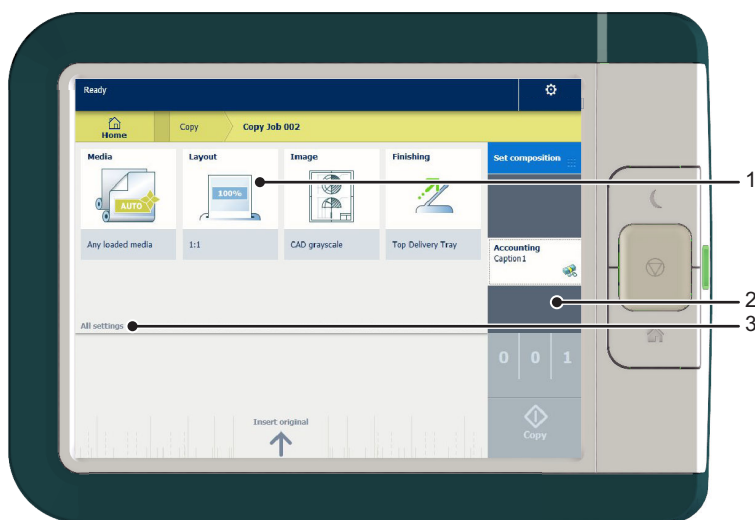 Ready
Home
Copy
Copy Job 002
Media
Layout
Image
Finishing
Set composition
AUTO
100%
Any loaded media
1:1
CAD grayscale
Top Delivery Tray
Accounting
Caption1
All settings
0 0 1
Insert original
Copy
1
2
3